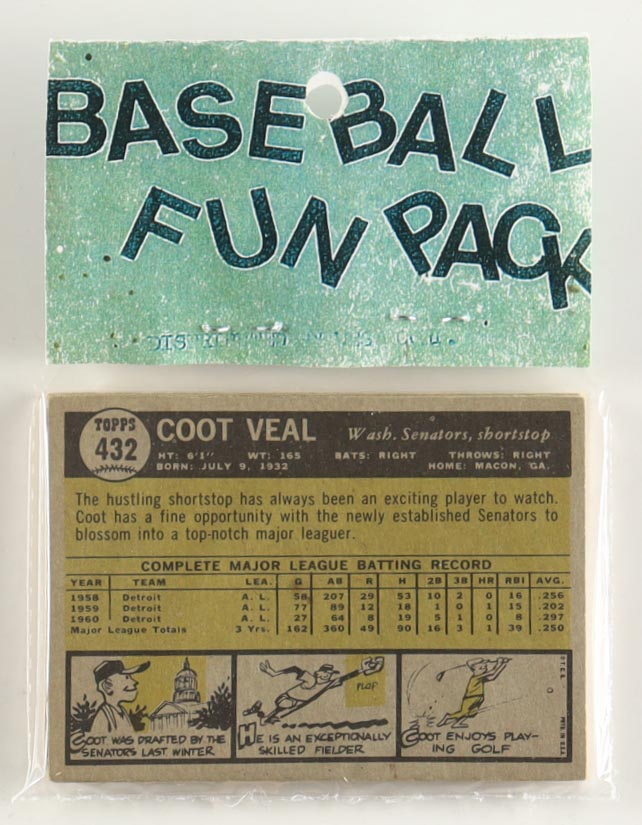 BASEBALL
FUN PACK
TOPPS
432
COOT VEAL
Wash. Senators, shortstop
HT: 6'1" WT: 165 BATS: RIGHT THROWS: RIGHT
BORN: JULY 9, 1932 HOME: MACON, GA.
The hustling shortstop has always been an exciting player to watch.
Coot has a fine opportunity with the newly established Senators to
blossom into a top-notch major leaguer.
COMPLETE MAJOR LEAGUE BATTING RECORD
YEAR TEAM LEA. G AB R H 2B 3B HR RBI AVG.
1958 Detroit A. L. 58 207 29 53 10 2 0 16 .256
1959 Detroit A. L. 77 89 12 18 1 0 1 15 .202
1960 Detroit A. L. 27 64 8 19 5 1 0 8 .297
Major League Totals 3 Yrs. 162 360 49 90 16 3 1 39 .250
COOT WAS DRAFTED BY THE
SENATORS LAST WINTER
PLOP
HE IS AN EXCEPTIONALLY
SKILLED FIELDER
COOT ENJOYS PLAY-
ING GOLF